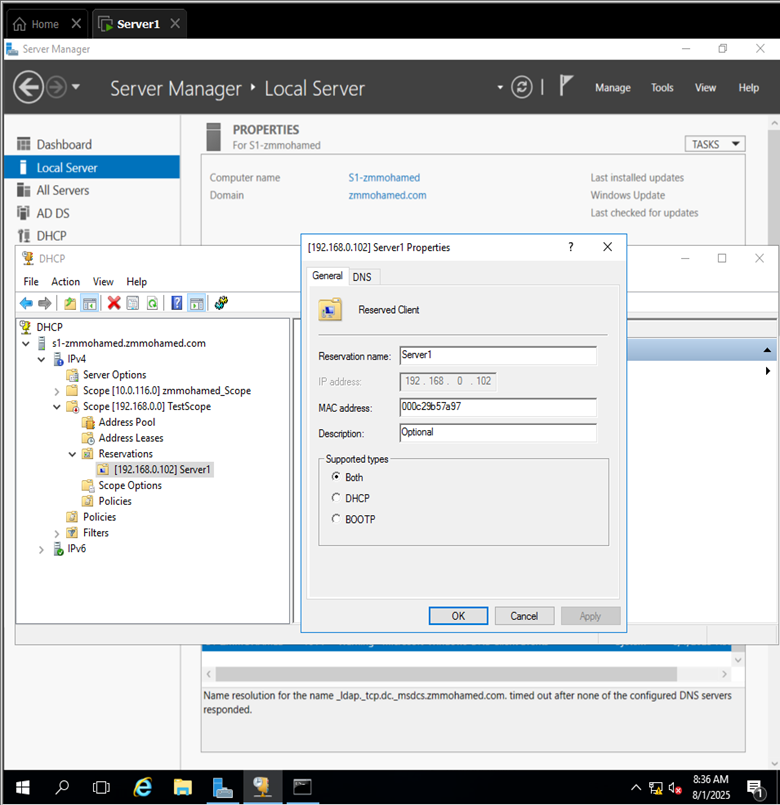 Home
Server1
Server Manager
Server Manager • Local Server
Manage Tools View Help
Dashboard
Local Server
All Servers
AD DS
DHCP
PROPERTIES
For S1-zmmohamed
TASKS
Computer name S1-zmmohamed Last installed updates
Domain zmmohamed.com Windows Update
Last checked for updates
DHCP
File Action View Help
DHCP
s1-zmmohamed.zmmohamed.com
IPv4
Server Options
Scope [10.0.116.0] zmmohamed_Scope
Scope [192.168.0.0] TestScope
Address Pool
Address Leases
Reservations
[192.168.0.102] Server1
Scope Options
Policies
Policies
Filters
IPv6
[192.168.0.102] Server1 Properties
General DNS
Reserved Client
Reservation name: Server1
IP address: 192 . 168 . 0 . 102
MAC address: 000c29b57a97
Description: Optional
Supported types
Both
DHCP
BOOTP
OK Cancel Apply
Name resolution for the name _ldap._tcp.dc._msdcs.zmmohamed.com. timed out after none of the configured DNS servers
responded.
8:36 AM
8/1/2025
1